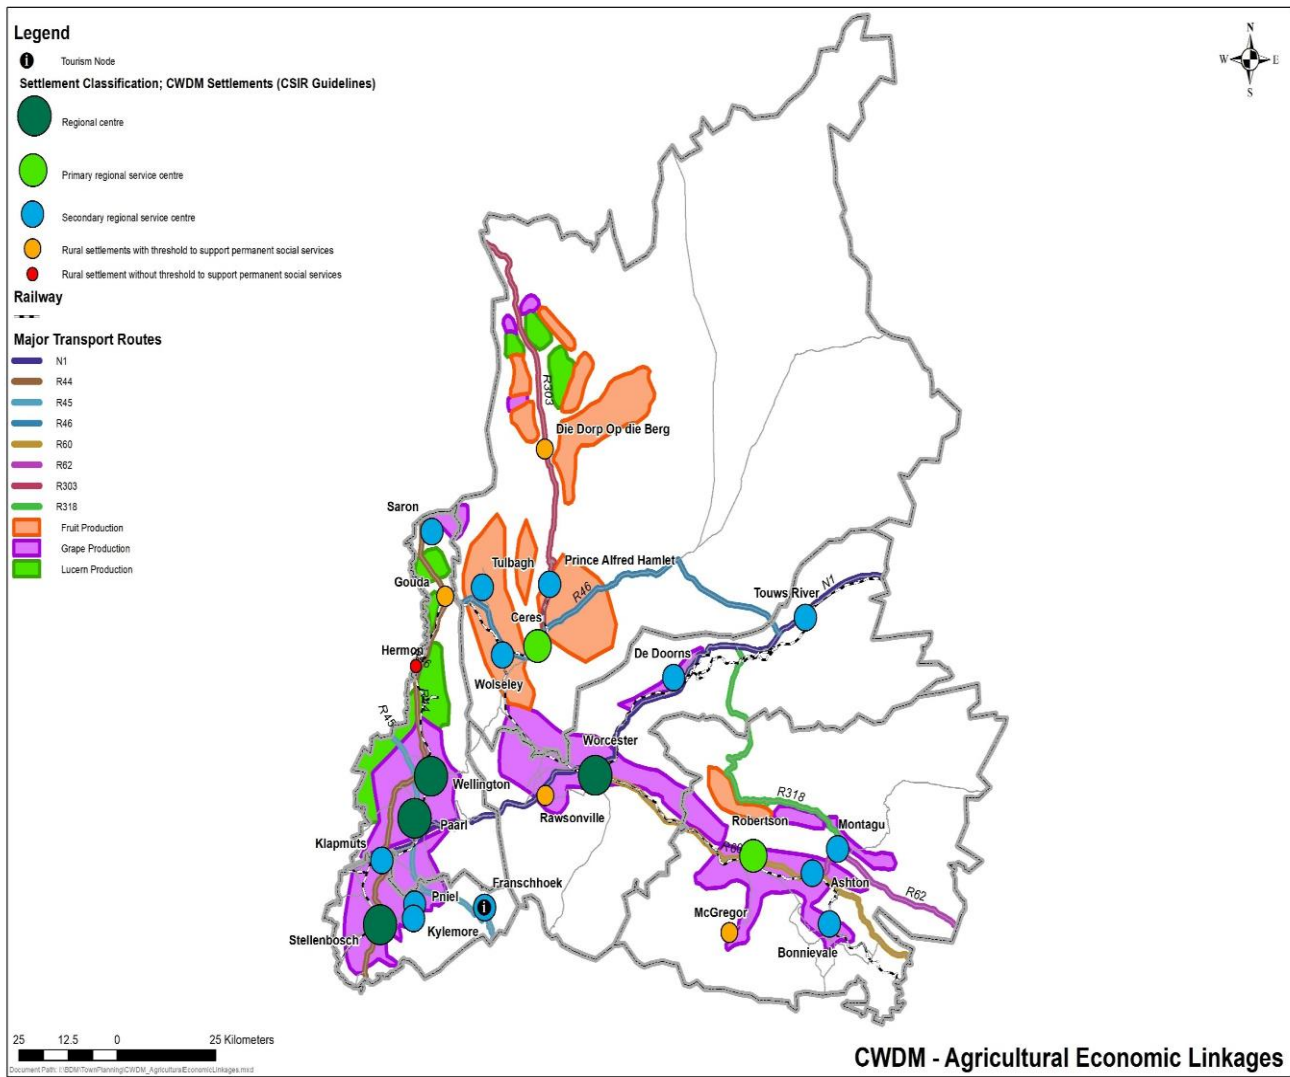 Legend
Tourism Node
Settlement Classification; CWDM Settlements (CSIR Guidelines)
Regional centre
Primary regional service centre
Secondary regional service centre
Rural settlements with threshold to support permanent social services
Rural settlement without threshold to support permanent social services
Railway
Major Transport Routes
N1
R44
R45
R46
R60
R62
R303
R318
Fruit Production
Grape Production
Lucern Production
N
W E
S
R303
Die Dorp Op die Berg
Saron
Tulbagh
Prince Alfred Hamlet
Gouda
R46
Touws River
N1
Ceres
Hermon
De Doorns
Wolseley
R45
Worcester
Wellington
Rawsonville
R318
Paarl
Robertson
Montagu
Klapmuts
Franschhoek
Ashton
Pniel
R62
McGregor
Kylemore
Stellenbosch
Bonnievale
25 12.5 0 25 Kilometers
CWDM - Agricultural Economic Linkages